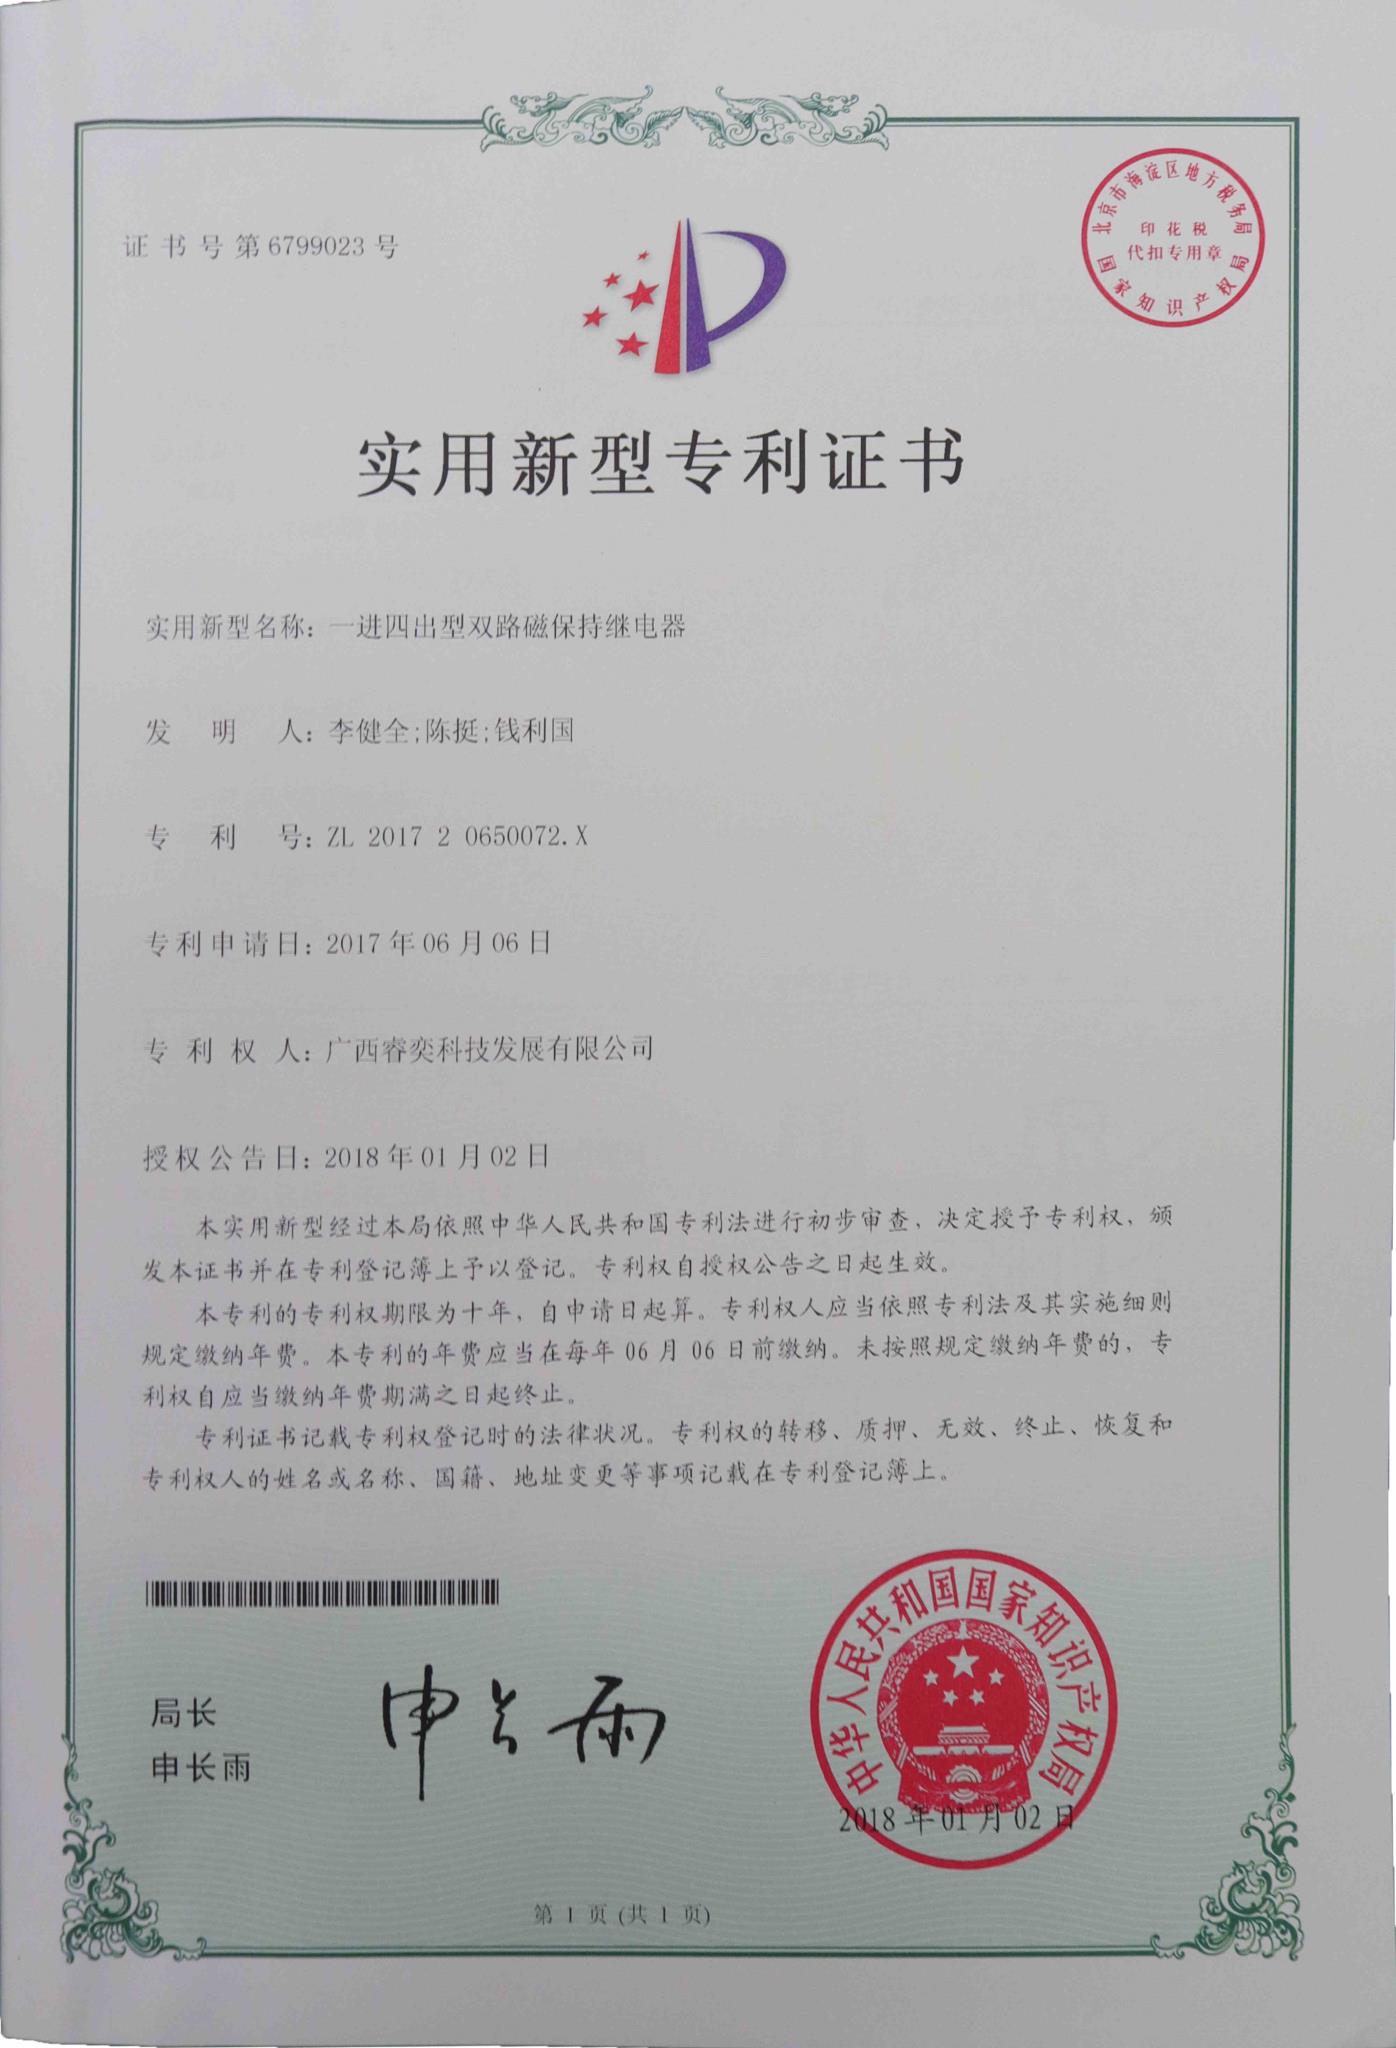 证书号第6799023号
北京市海淀区地方税务局
印花税
代扣专用章
国家知识产权局
实用新型专利证书
实用新型名称：一进四出型双路磁保持继电器
发明人：李健全;陈挺;钱利国
专利号：ZL 2017 2 0650072.X
专利申请日：2017年06月06日
专利权人：广西睿奕科技发展有限公司
授权公告日：2018年01月02日
本实用新型经过本局依照中华人民共和国专利法进行初步审查，决定授予专利权，颁
发本证书并在专利登记簿上予以登记。专利权自授权公告之日起生效。
本专利的专利权期限为十年，自申请日起算。专利权人应当依照专利法及其实施细则
规定缴纳年费。本专利的年费应当在每年06月06日前缴纳。未按照规定缴纳年费的，专
利权自应当缴纳年费期满之日起终止。
专利证书记载专利权登记时的法律状况。专利权的转移、质押、无效、终止、恢复和
专利权人的姓名或名称、国籍、地址变更等事项记载在专利登记簿上。
局长
申长雨
申长雨
中华人民共和国国家知识产权局
2018年01月02日
第1页(共1页)